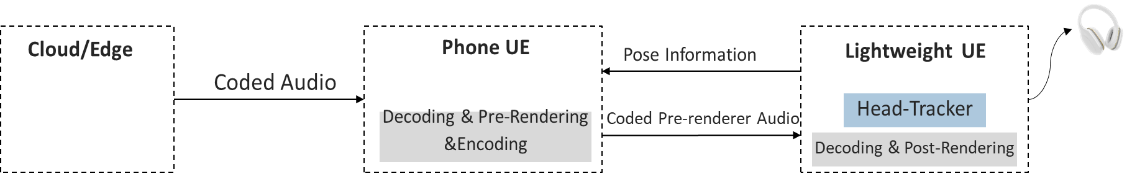 Cloud/Edge
Coded Audio
Phone UE
Decoding & Pre-Rendering
&Encoding
Pose Information
Coded Pre-renderer Audio
Lightweight UE
Head-Tracker
Decoding & Post-Rendering